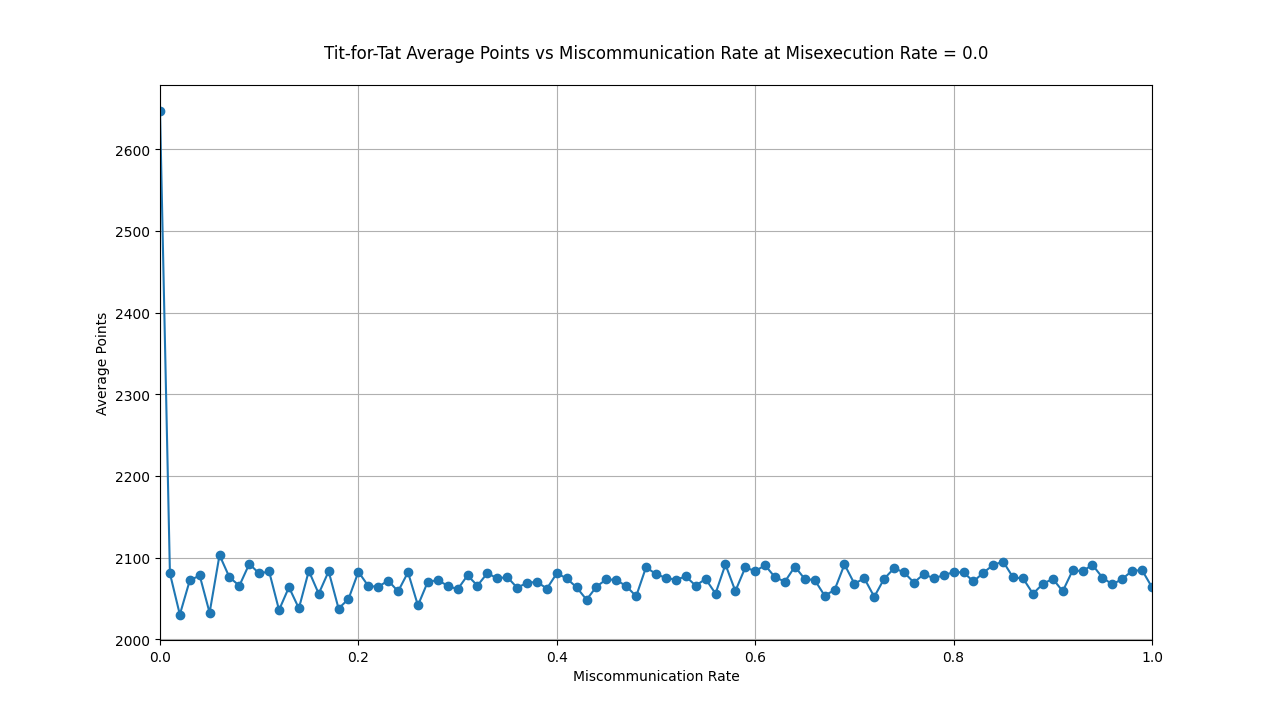 Tit-for-Tat Average Points vs Miscommunication Rate at Misexecution Rate = 0.0
2600
2500
2400
2300
2200
2100
2000
Average Points
0.0 0.2 0.4 0.6 0.8 1.0
Miscommunication Rate